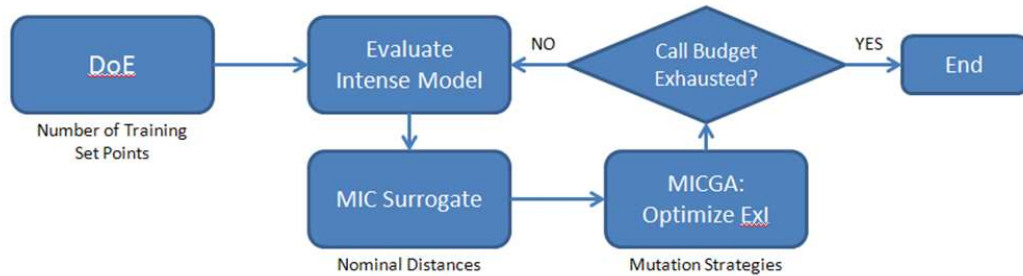 DoE
Number of Training
Set Points
Evaluate
Intense Model
NO
Call Budget
Exhausted?
YES
End
MIC Surrogate
Nominal Distances
MICGA:
Optimize ExI
Mutation Strategies